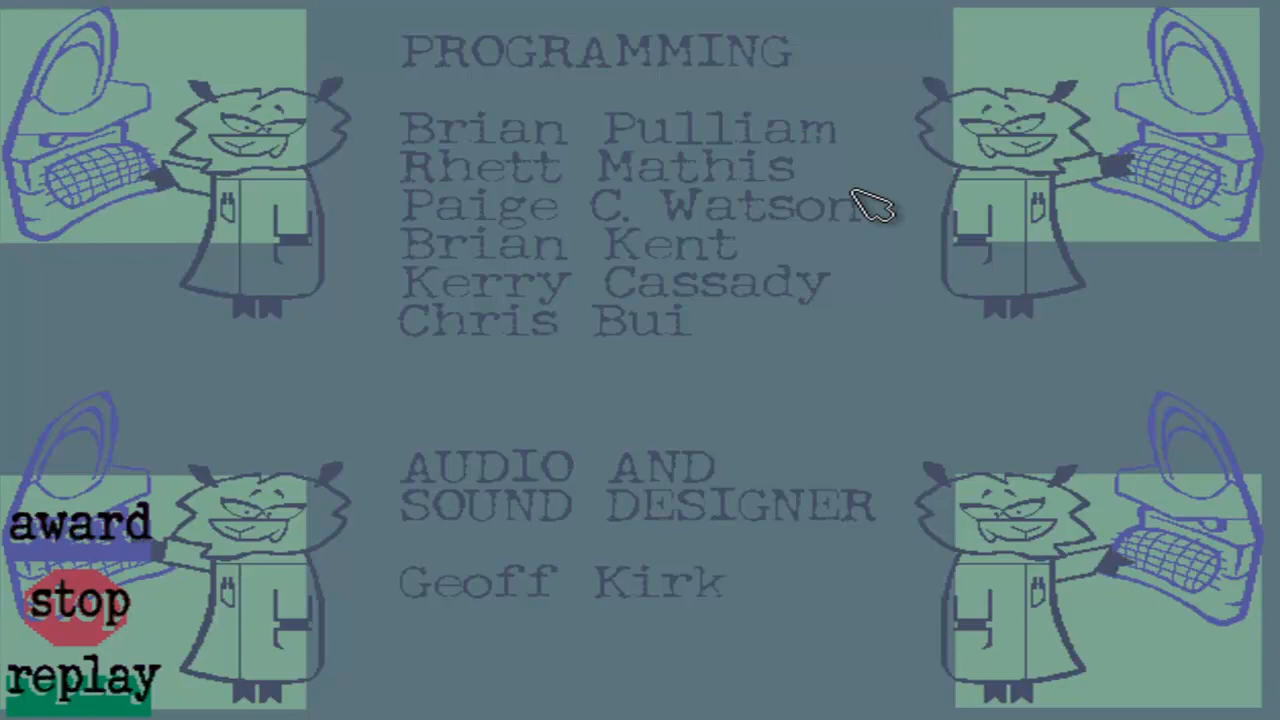 PROGRAMMING
Brian Pulliam
Rhett Mathis
Paige C. Watson
Brian Kent
Kerry Cassady
Chris Bui
AUDIO AND
SOUND DESIGNER
Geoff Kirk
award
stop
replay